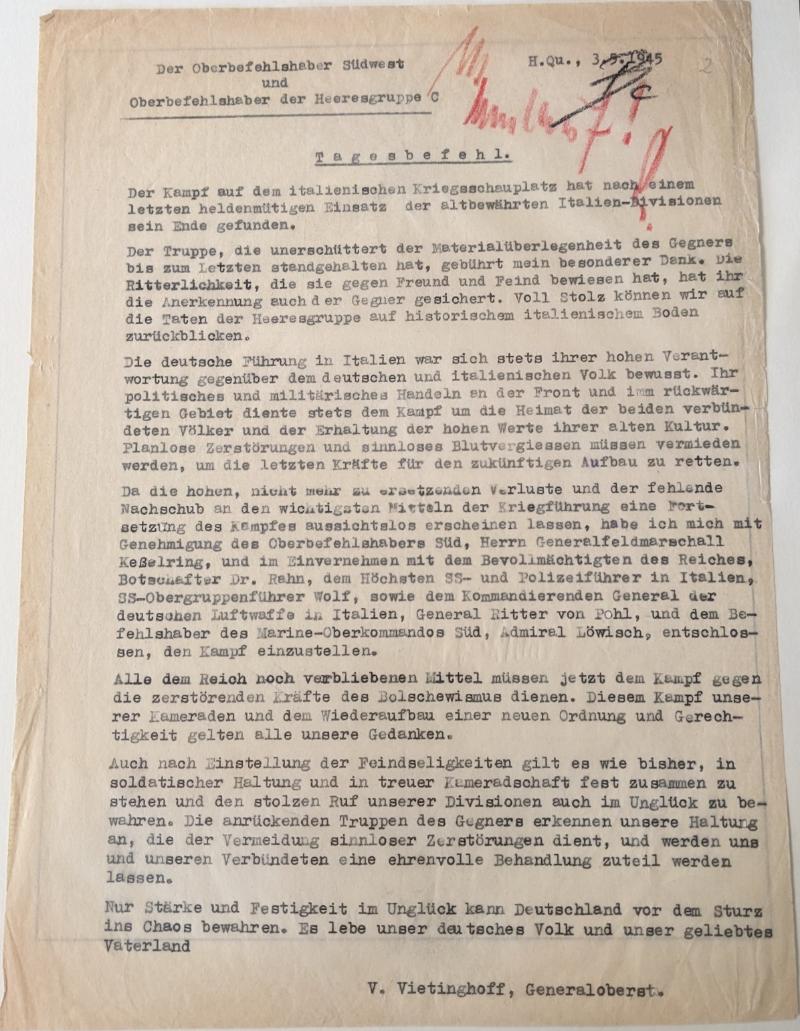 Der Oberbefehlshaber Südwest
und
Oberbefehlshaber der Heeresgruppe C
H.Qu., 3.5.1945
2
T a g e s b e f e h l.
Der Kampf auf dem italienischen Kriegsschauplatz hat nach einem
letzten heldenmütigen Einsatz der altbewährten Italien-Divisionen
sein Ende gefunden.
Der Truppe, die unerschüttert der Materialüberlegenheit des Gegners
bis zum Letzten standgehalten hat, gebührt mein besonderer Dank. Die
Ritterlichkeit, die sie gegen Freund und Feind bewiesen hat, hat ihr
die Anerkennung auch der Gegner gesichert. Voll Stolz können wir auf
die Taten der Heeresgruppe auf historischem italienischem Boden
zurückblicken.
Die deutsche Führung in Italien war sich stets ihrer hohen Verant-
wortung gegenüber dem deutschen und italienischen Volk bewusst. Ihr
politisches und militärisches Handeln an der Front und imm rückwär-
tigen Gebiet diente stets dem Kampf um die Heimat der beiden verbün-
deten Völker und der Erhaltung der hohen Werte ihrer alten Kultur.
Planlose Zerstörungen und sinnloses Blutvergiessen müssen vermieden
werden, um die letzten Kräfte für den zukünftigen Aufbau zu retten.
Da die hohen, nicht mehr zu ersetzenden Verluste und der fehlende
Nachschub an den wichtigsten Mitteln der Kriegführung eine Fort-
setzung des Kampfes aussichtslos erscheinen lassen, habe ich mich mit
Genehmigung des Oberbefehlshabers Süd, Herrn Generalfeldmarschall
Keßelring, und im Einvernehmen mit dem Bevollmächtigten des Reiches,
Botschafter Dr. Rahn, dem Höchsten SS- und Polizeiführer in Italien,
SS-Obergruppenführer Wolf, sowie dem Kommandierenden General der
deutschen Luftwaffe in Italien, General Ritter von Pohl, und dem Be-
fehlshaber des Marine-Oberkommandos Süd, Admiral Löwisch, entschlos-
sen, den Kampf einzustellen.
Alle dem Reich noch verbliebenen Mittel müssen jetzt dem Kampf gegen
die zerstörenden Kräfte des Bolschewismus dienen. Diesem Kampf unse-
rer Kameraden und dem Wiederaufbau einer neuen Ordnung und Gerech-
tigkeit gelten alle unsere Gedanken.
Auch nach Einstellung der Feindseligkeiten gilt es wie bisher, in
soldatischer Haltung und in treuer Kameradschaft fest zusammen zu
stehen und den stolzen Ruf unserer Divisionen auch im Unglück zu be-
wahren. Die anrückenden Truppen des Gegners erkennen unsere Haltung
an, die der Vermeidung sinnloser Zerstörungen dient, und werden uns
und unseren Verbündeten eine ehrenvolle Behandlung zuteil werden
lassen.
Nur Stärke und Festigkeit im Unglück kann Deutschland vor dem Sturz
ins Chaos bewahren. Es lebe unser deutsches Volk und unser geliebtes
Vaterland
V. Vietinghoff, Generaloberst.